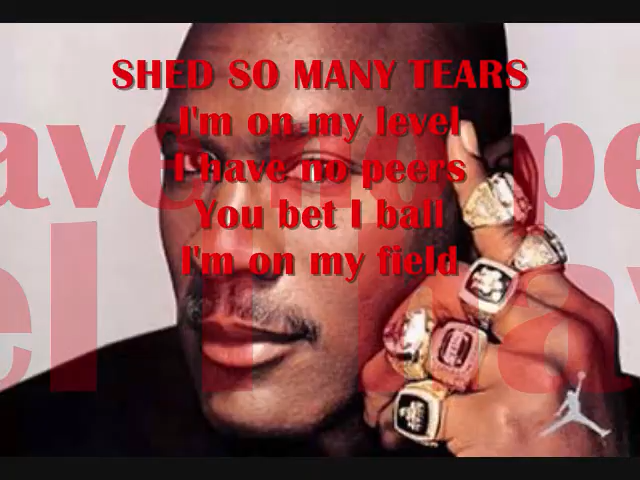 SHED SO MANY TEARS
I'm on my level
I have no peers
You bet I ball
I'm on my field